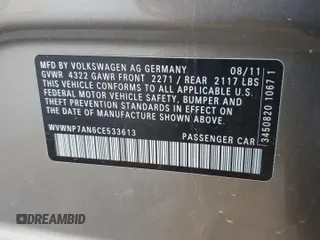 MFD BY VOLKSWAGEN AG GERMANY 08/11
GVWR 4322 GAWR FRONT 2271 / REAR 2117 LBS
THIS VEHICLE CONFORMS TO ALL APPLICABLE U.S.
FEDERAL MOTOR VEHICLE SAFETY, BUMPER AND
THEFT PREVENTION STANDARDS IN EFFECT ON
THE DATE OF MANUFACTURE SHOWN ABOVE.
WVWNP7AN6CE533613 PASSENGER CAR
3450820 1067 1
DREAMBID